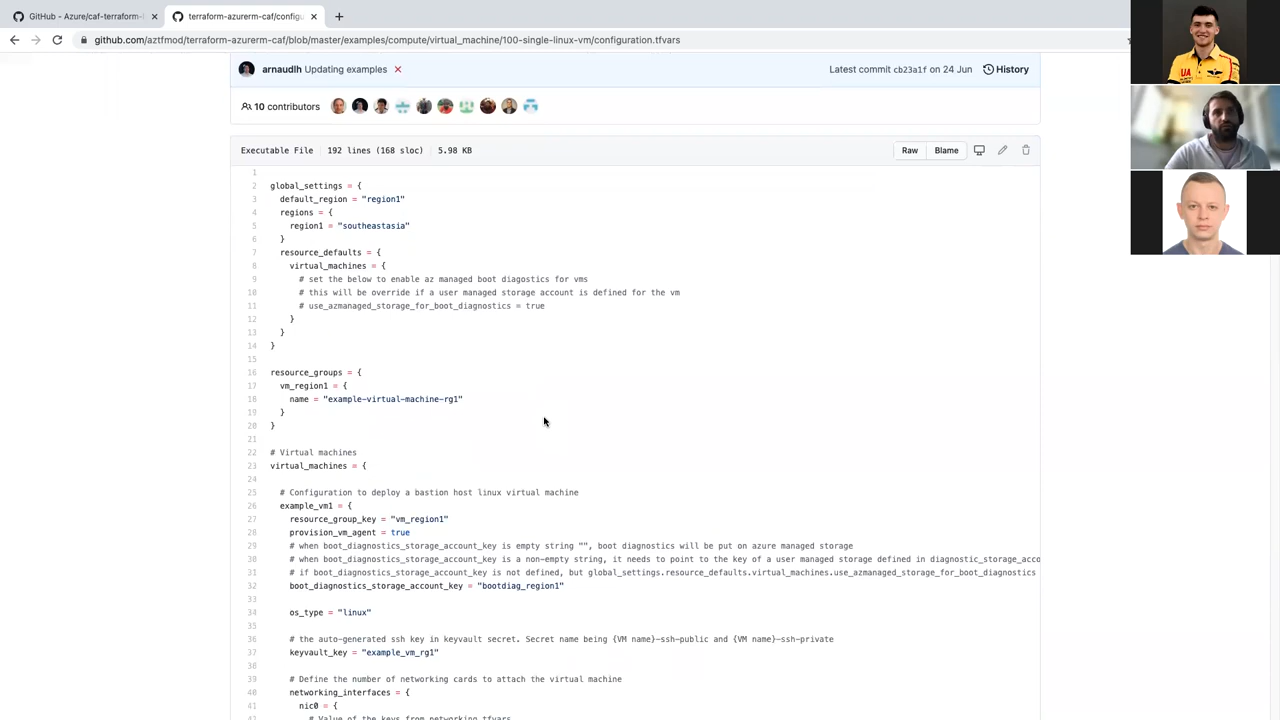 GitHub - Azure/caf-terraform-l
terraform-azurerm-caf/configu
github.com/aztfmod/terraform-azurerm-caf/blob/master/examples/compute/virtual_machine/100-single-linux-vm/configuration.tfvars
arnaudlh Updating examples
Latest commit cb23a1f on 24 Jun
History
10 contributors
Executable File 192 lines (168 sloc) 5.98 KB
Raw Blame
1
2 global_settings = {
3 default_region = "region1"
4 regions = {
5 region1 = "southeastasia"
6 }
7 resource_defaults = {
8 virtual_machines = {
9 # set the below to enable az managed boot diagostics for vms
10 # this will be override if a user managed storage account is defined for the vm
11 # use_azmanaged_storage_for_boot_diagnostics = true
12 }
13 }
14 }
15
16 resource_groups = {
17 vm_region1 = {
18 name = "example-virtual-machine-rg1"
19 }
20 }
21
22 # Virtual machines
23 virtual_machines = {
24
25 # Configuration to deploy a bastion host linux virtual machine
26 example_vm1 = {
27 resource_group_key = "vm_region1"
28 provision_vm_agent = true
29 # when boot_diagnostics_storage_account_key is empty string "", boot diagnostics will be put on azure managed storage
30 # when boot_diagnostics_storage_account_key is a non-empty string, it needs to point to the key of a user managed storage defined in diagnostic_storage_acco
31 # if boot_diagnostics_storage_account_key is not defined, but global_settings.resource_defaults.virtual_machines.use_azmanaged_storage_for_boot_diagnostics
32 boot_diagnostics_storage_account_key = "bootdiag_region1"
33
34 os_type = "linux"
35
36 # the auto-generated ssh key in keyvault secret. Secret name being {VM name}-ssh-public and {VM name}-ssh-private
37 keyvault_key = "example_vm_rg1"
38
39 # Define the number of networking cards to attach the virtual machine
40 networking_interfaces = {
41 nic0 = {
# Value of the keys from networking.tfvars
UA